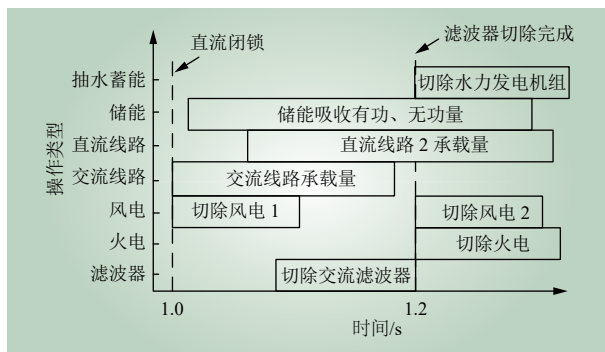 直流闭锁
滤波器切除完成
操作类型
抽水蓄能
切除水力发电机组
储能
储能吸收有功、无功量
直流线路
直流线路 2 承载量
交流线路
交流线路承载量
风电
切除风电 1
切除风电 2
火电
切除火电
滤波器
切除交流滤波器
1.0
1.2
时间/s